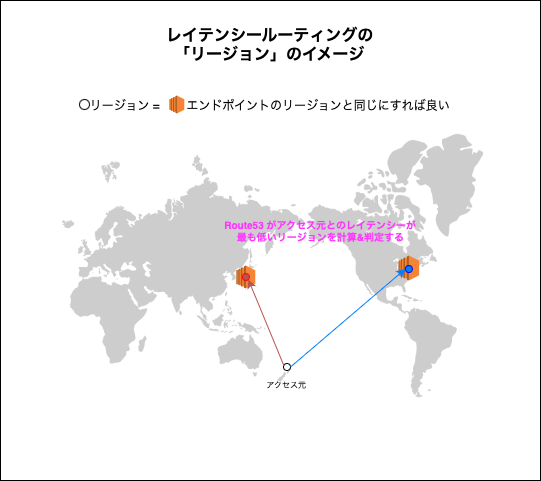 レイテンシールーティングの
「リージョン」のイメージ
〇リージョン = エンドポイントのリージョンと同じにすれば良い
Route53 がアクセス元とのレイテンシーが
最も低いリージョンを計算&判定する
アクセス元